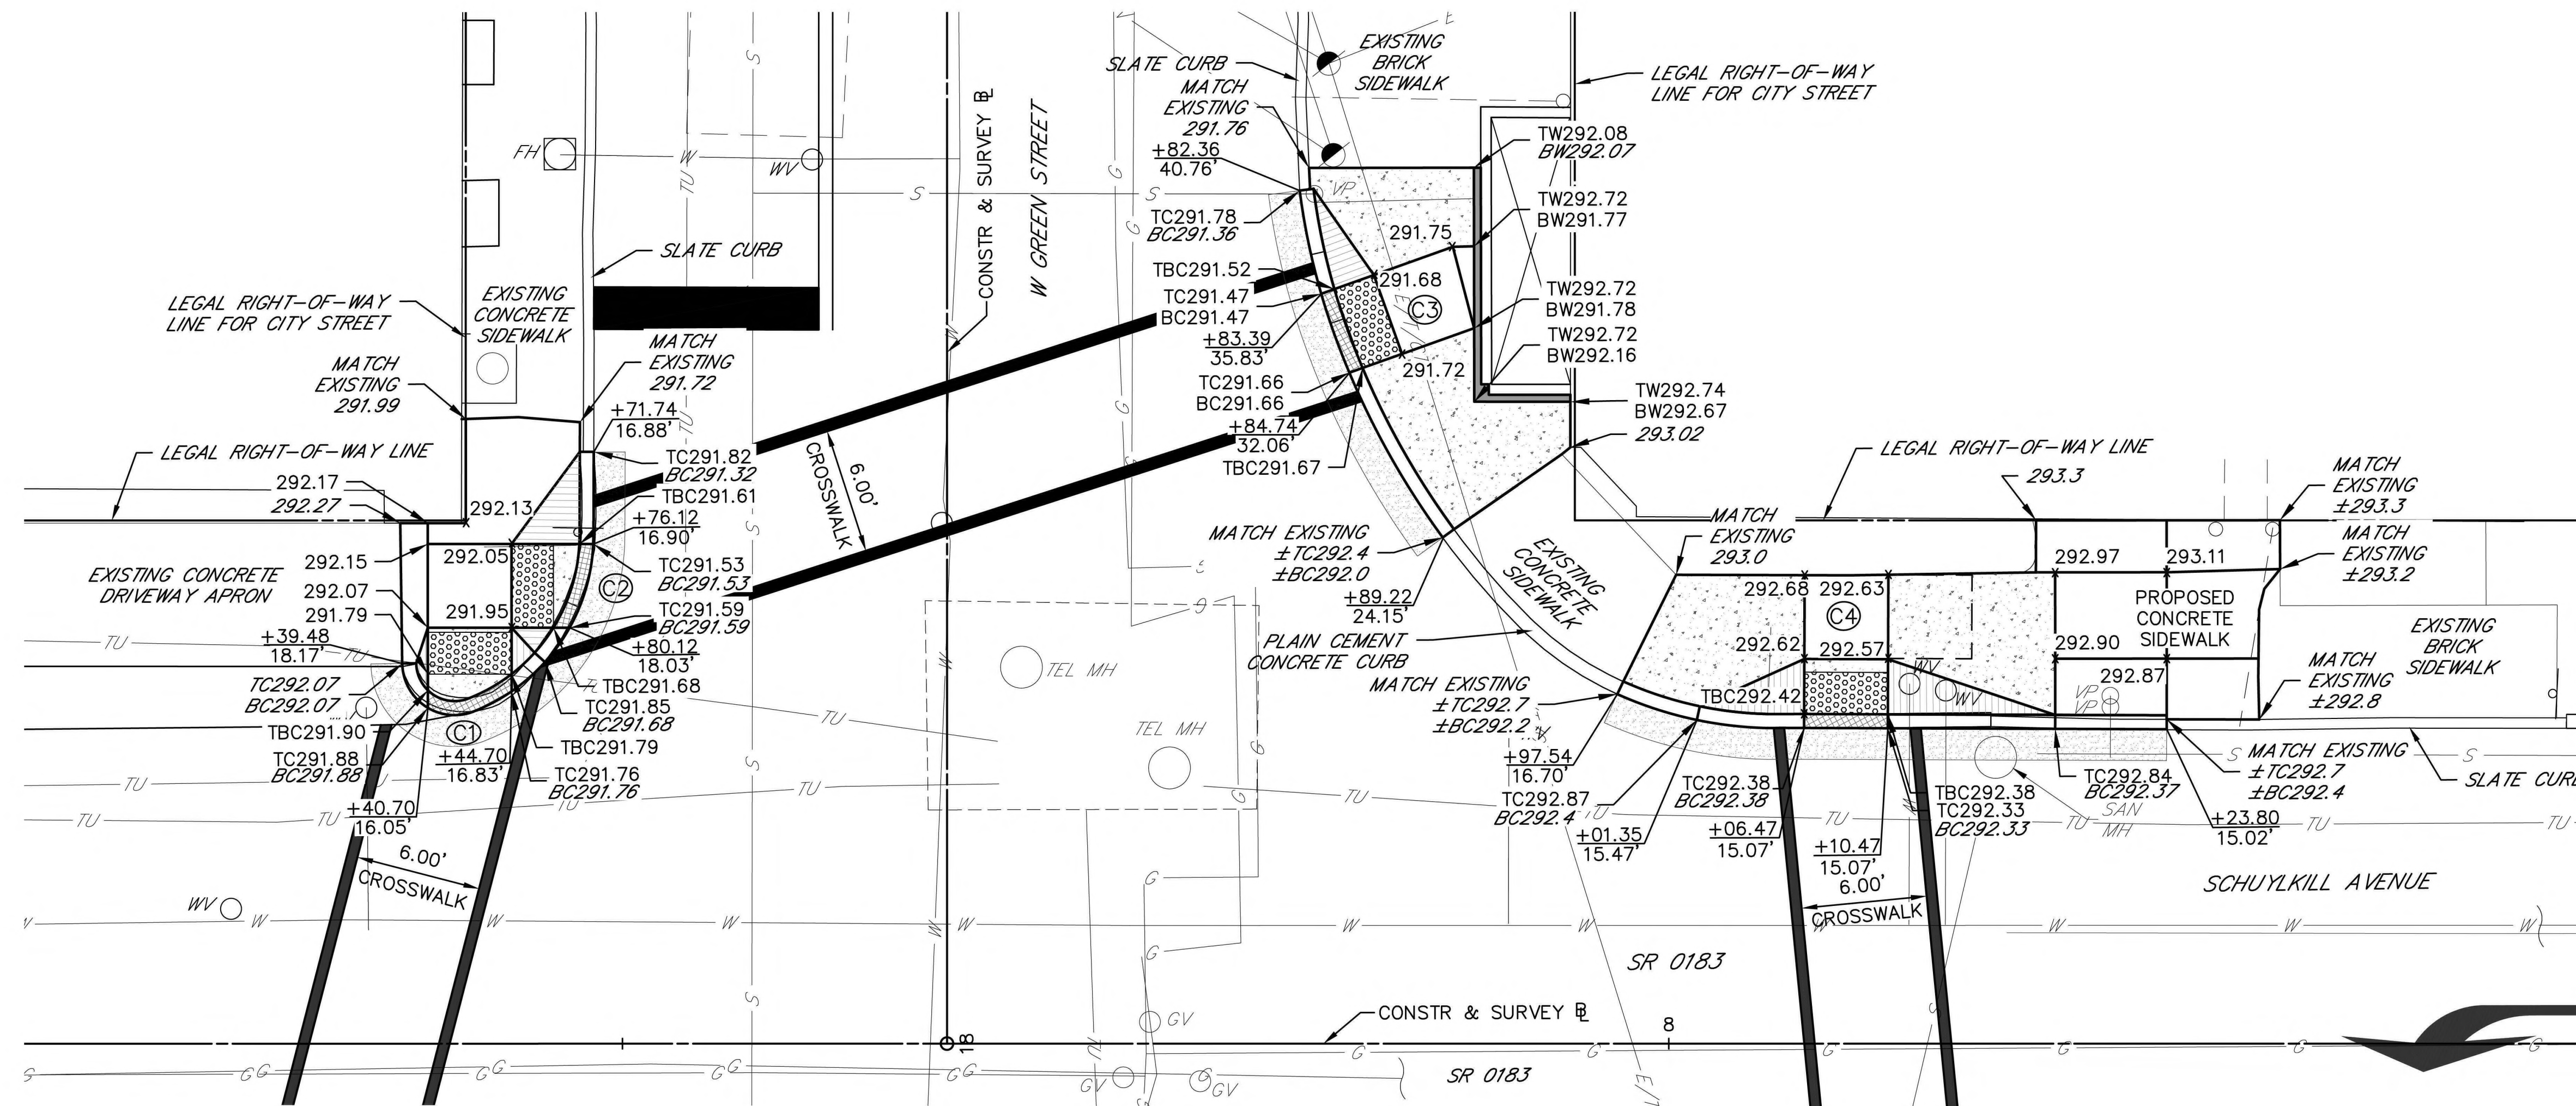 SLATE CURB
MATCH
EXISTING
291.76
EXISTING
BRICK
SIDEWALK
LEGAL RIGHT-OF-WAY
LINE FOR CITY STREET
+82.36
40.76'
VP
TW292.08
BW292.07
TC291.78
BC291.36
TW292.72
BW291.77
291.75
TBC291.52
291.68
TC291.47
BC291.47
C3
TW292.72
BW291.78
+83.39
35.83'
TW292.72
BW292.16
291.72
TC291.66
BC291.66
TW292.74
BW292.67
+84.74
32.06'
293.02
TBC291.67
CONSTR & SURVEY BL
W GREEN STREET
FH
WV
SLATE CURB
LEGAL RIGHT-OF-WAY
LINE FOR CITY STREET
EXISTING
CONCRETE
SIDEWALK
MATCH
EXISTING
291.99
MATCH
EXISTING
291.72
+71.74
16.88'
LEGAL RIGHT-OF-WAY LINE
TC291.82
BC291.32
292.17
292.27
292.13
TBC291.61
+76.12
16.90'
292.15
292.05
TC291.53
BC291.53
EXISTING CONCRETE
DRIVEWAY APRON
292.07
291.79
291.95
C2
TC291.59
BC291.59
+39.48
18.17'
+80.12
18.03'
TC292.07
BC292.07
TBC291.68
TC291.85
BC291.68
TBC291.90
C1
TBC291.79
TC291.88
BC291.88
+44.70
16.83'
TC291.76
BC291.76
+40.70
16.05'
6.00'
CROSSWALK
6.00'
CROSSWALK
WV
TEL MH
TEL MH
MATCH EXISTING
±TC292.4
±BC292.0
+89.22
24.15'
EXISTING
CONCRETE
SIDEWALK
PLAIN CEMENT
CONCRETE CURB
MATCH EXISTING
±TC292.7
±BC292.2
+97.54
16.70'
MATCH
EXISTING
293.0
LEGAL RIGHT-OF-WAY LINE
293.3
MATCH
EXISTING
±293.3
MATCH
EXISTING
±293.2
292.68
292.63
C4
292.97
293.11
PROPOSED
CONCRETE
SIDEWALK
292.62
292.57
292.90
292.87
EXISTING
BRICK
SIDEWALK
MATCH
EXISTING
±292.8
TBC292.42
WV
WV
VP
VP
TC292.87
BC292.4
+01.35
15.47'
TC292.38
BC292.38
+06.47
15.07'
+10.47
15.07'
TBC292.38
TC292.33
BC292.33
TC292.84
BC292.37
SAN
MH
MATCH EXISTING
±TC292.7
±BC292.4
SLATE CURB
+23.80
15.02'
6.00'
CROSSWALK
SCHUYLKILL AVENUE
SR 0183
CONSTR & SURVEY BL
8
18
SR 0183
GV
GV
GV